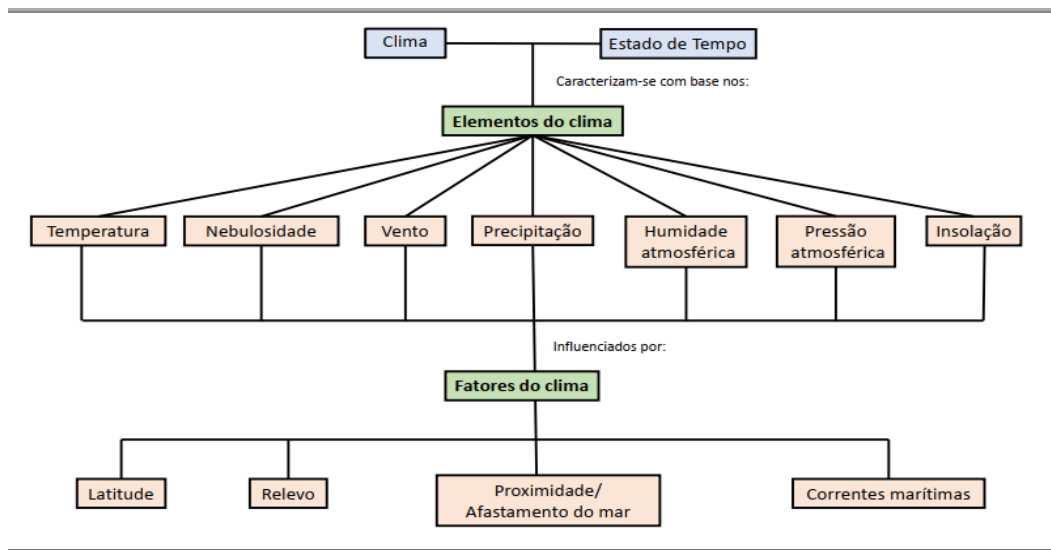 Clima
Estado de Tempo
Caracterizam-se com base nos:
Elementos do clima
Temperatura
Nebulosidade
Vento
Precipitação
Humidade
atmosférica
Pressão
atmosférica
Insolação
Influenciados por:
Fatores do clima
Latitude
Relevo
Proximidade/
Afastamento do mar
Correntes marítimas